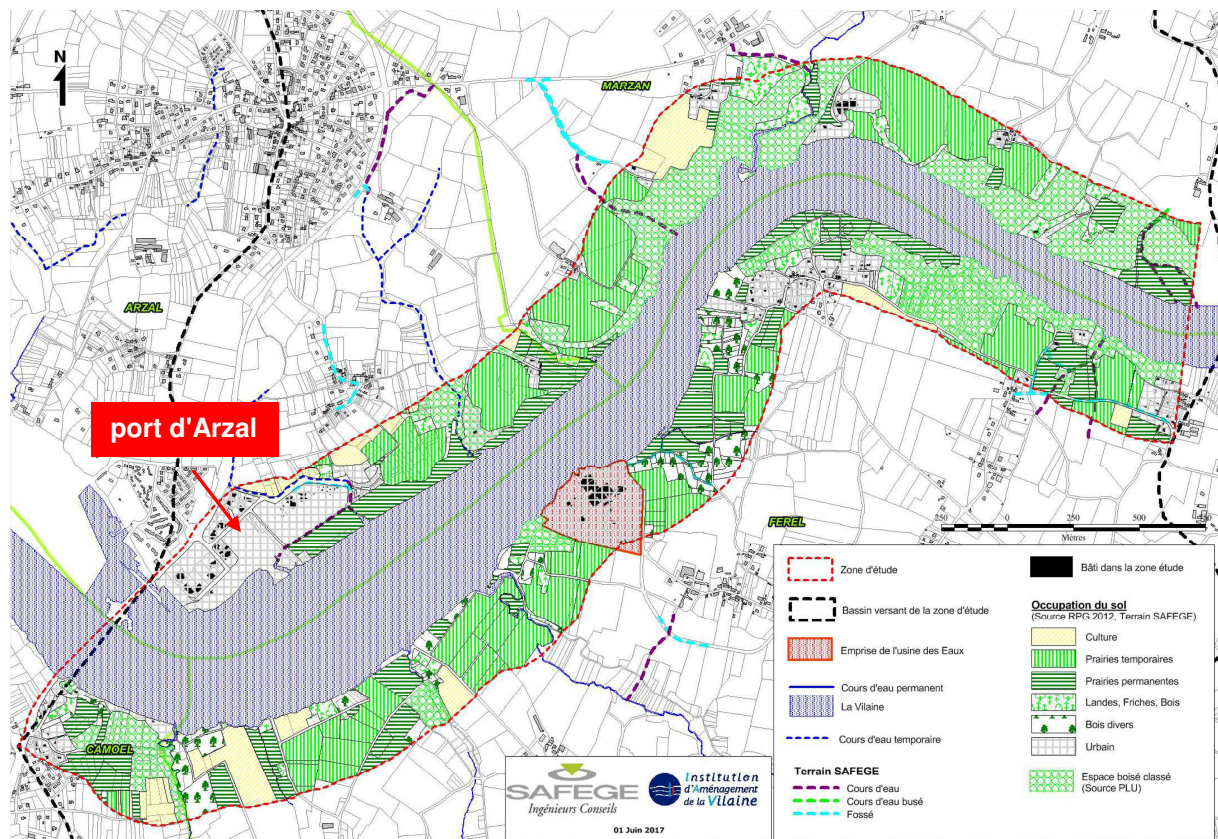 N
MARZAN
ARZAL
port d'Arzal
FEREL
CAMOEL
250 0 250 500 750
Mètres
Zone d'étude
Bassin versant de la zone d'étude
Emprise de l'usine des Eaux
Cours d'eau permanent
La Vilaine
Cours d'eau temporaire
Terrain SAFEGE
Cours d'eau
Cours d'eau busé
Fossé
Bâti dans la zone étude
Occupation du sol
(Source RPG 2012, Terrain SAFEGE)
Culture
Prairies temporaires
Prairies permanentes
Landes, Friches, Bois
Bois divers
Urbain
Espace boisé classé
(Source PLU)
SAFEGE
Ingénieurs Conseils
Institution
d'Aménagement
de la Vilaine
01 Juin 2017